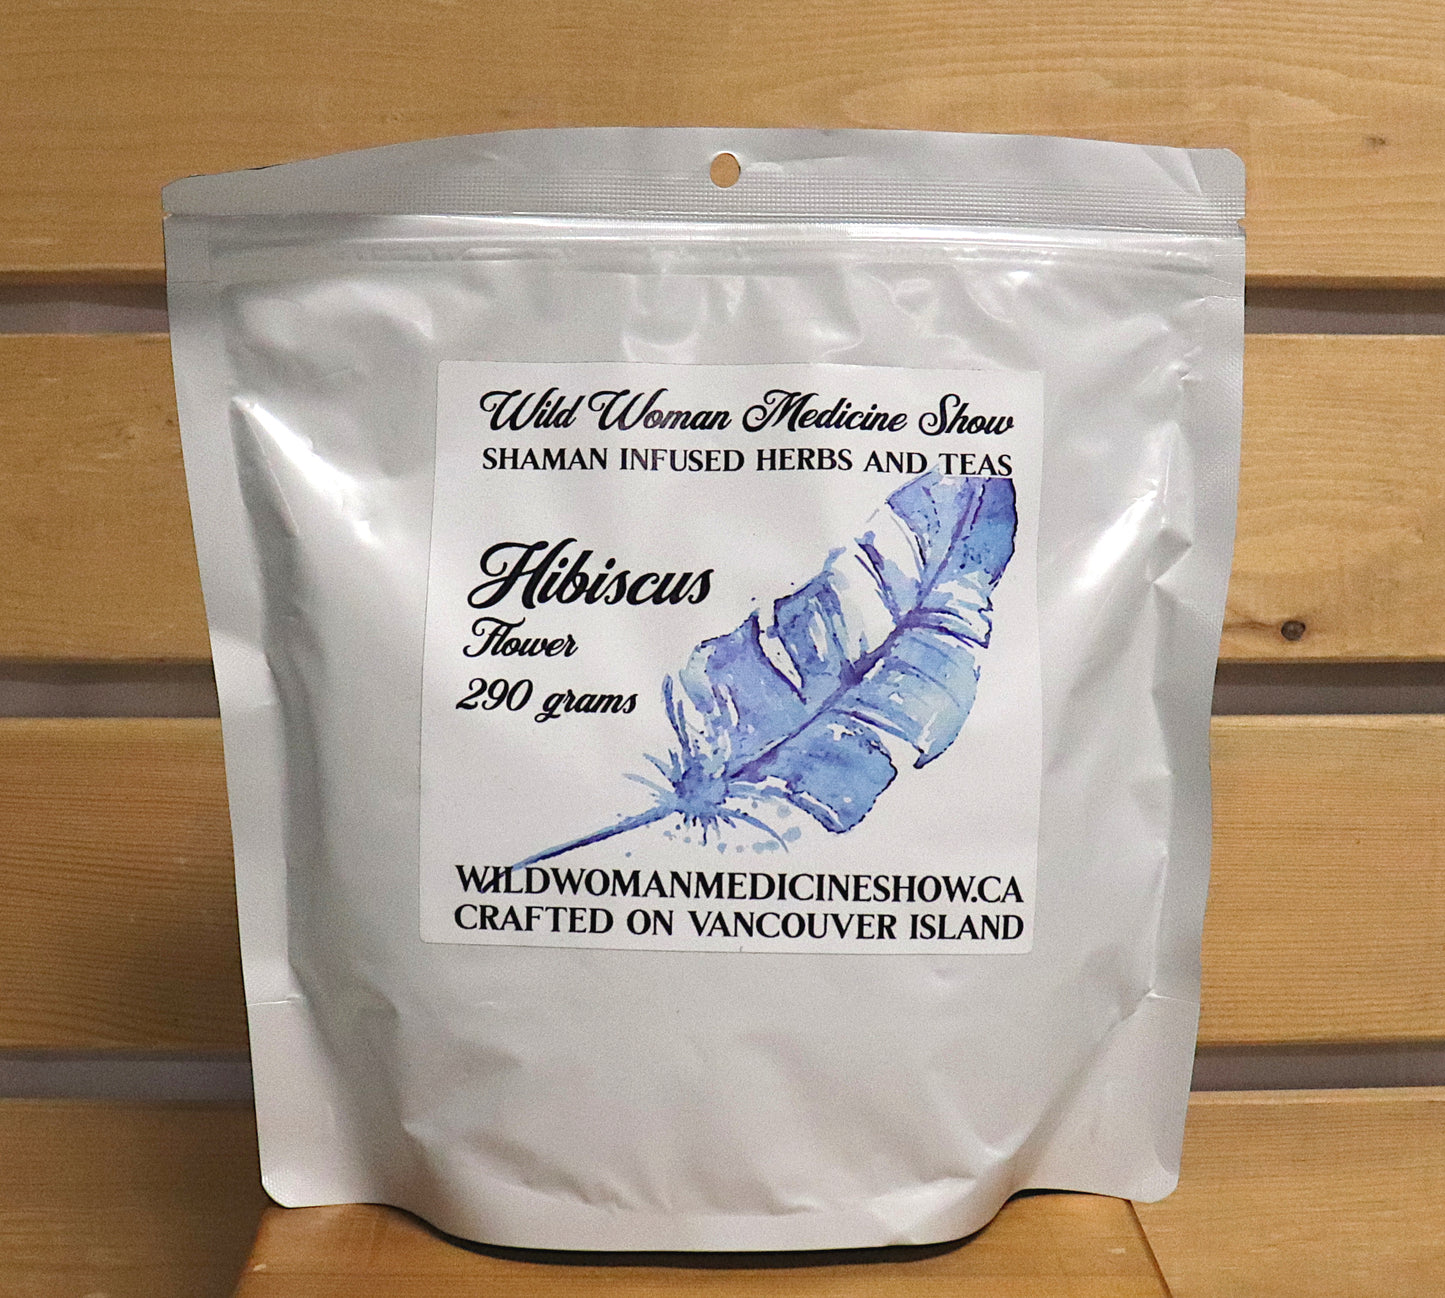 Wild Woman Medicine Show
SHAMAN INFUSED HERBS AND TEAS
Hibiscus
Flower
290 grams
WILDWOMANMEDICINESHOW.CA
CRAFTED ON VANCOUVER ISLAND